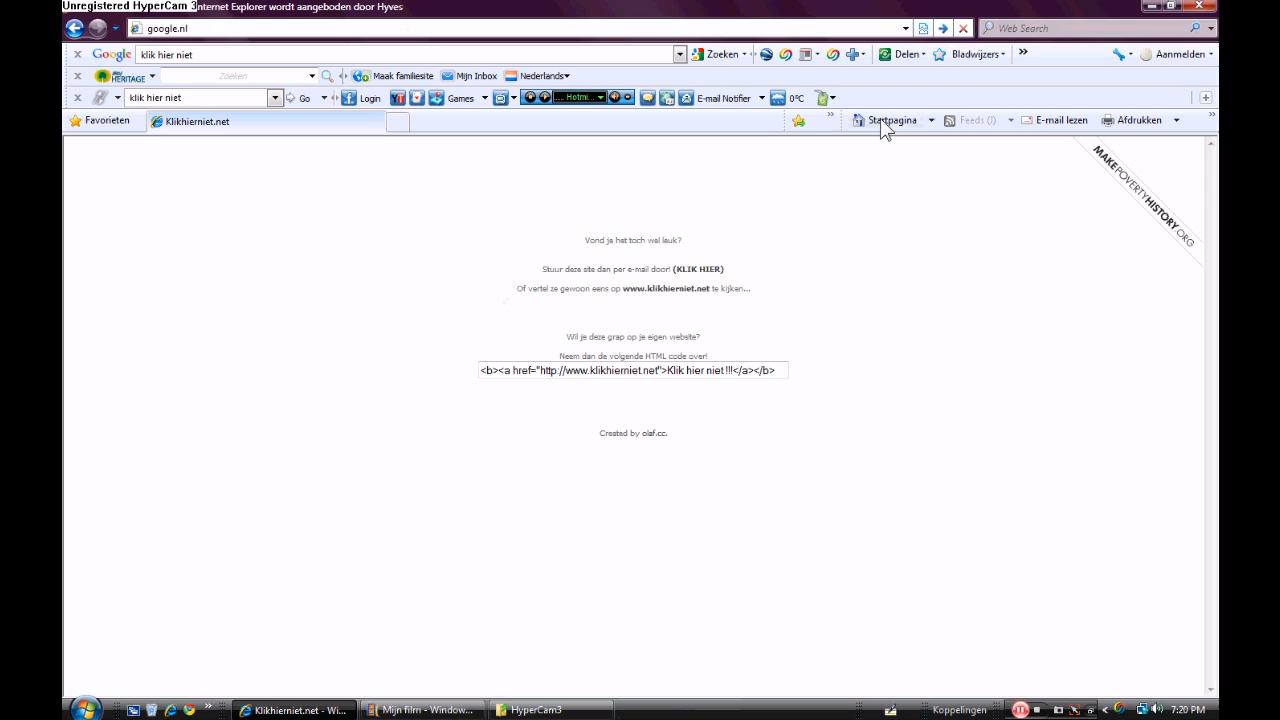 Unregistered HyperCam 3
nternet Explorer wordt aangeboden door Hyves
google.nl
Web Search
Google
klik hier niet
Zoeken
Delen
Bladwijzers
Aanmelden
HERITAGE
Zoeken
Maak familiesite
Mijn Inbox
Nederlands
klik hier niet
Go
Login
Games
Hotmi
E-mail Notifier
0°C
Favorieten
Klikhierniet.net
Startpagina
Feeds (J)
E-mail lezen
Afdrukken
MAKEPOVERTYHISTORY.ORG
Vond je het toch wel leuk?
Stuur deze site dan per e-mail door! (KLIK HIER)
Of vertel ze gewoon eens op www.klikhierniet.net te kijken...
Wil je deze grap op je eigen website?
Neem dan de volgende HTML code over!
<b><a href="http://www.klikhierniet.net">Klik hier niet !!!</a></b>
Created by olaf.cc.
Klikhierniet.net - Wi...
Mijn film - Window...
HyperCam3
Koppelingen
7:20 PM